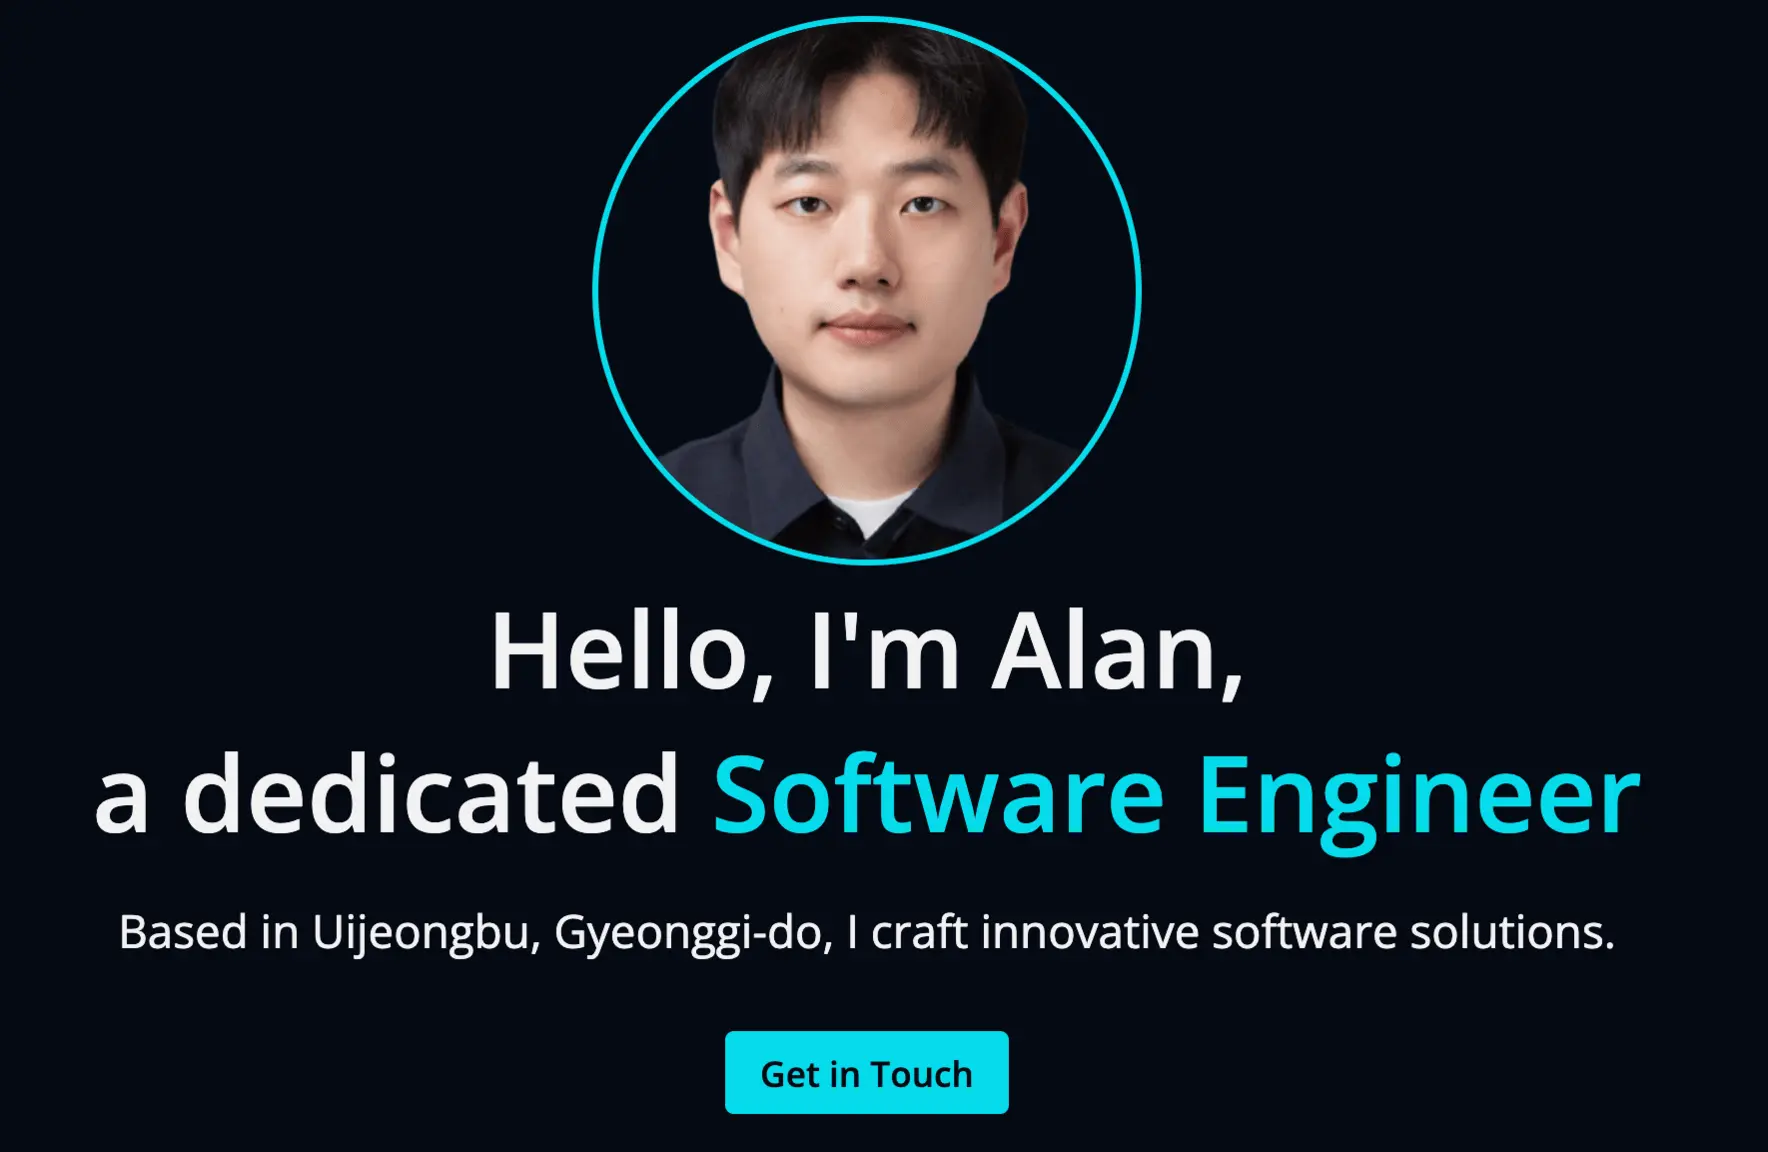 Hello, I'm Alan,
a dedicated Software Engineer
Based in Uijeongbu, Gyeonggi-do, I craft innovative software solutions.
Get in Touch